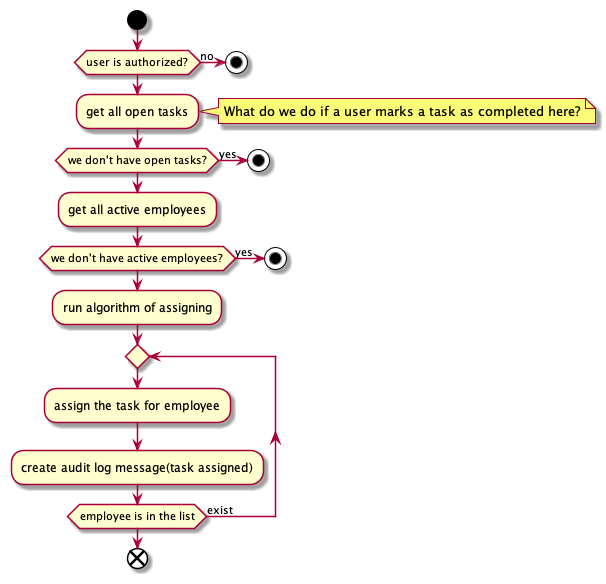 user is authorized?
no
get all open tasks
What do we do if a user marks a task as completed here?
we don't have open tasks?
yes
get all active employees
we don't have active employees?
yes
run algorithm of assigning
assign the task for employee
create audit log message(task assigned)
employee is in the list
exist